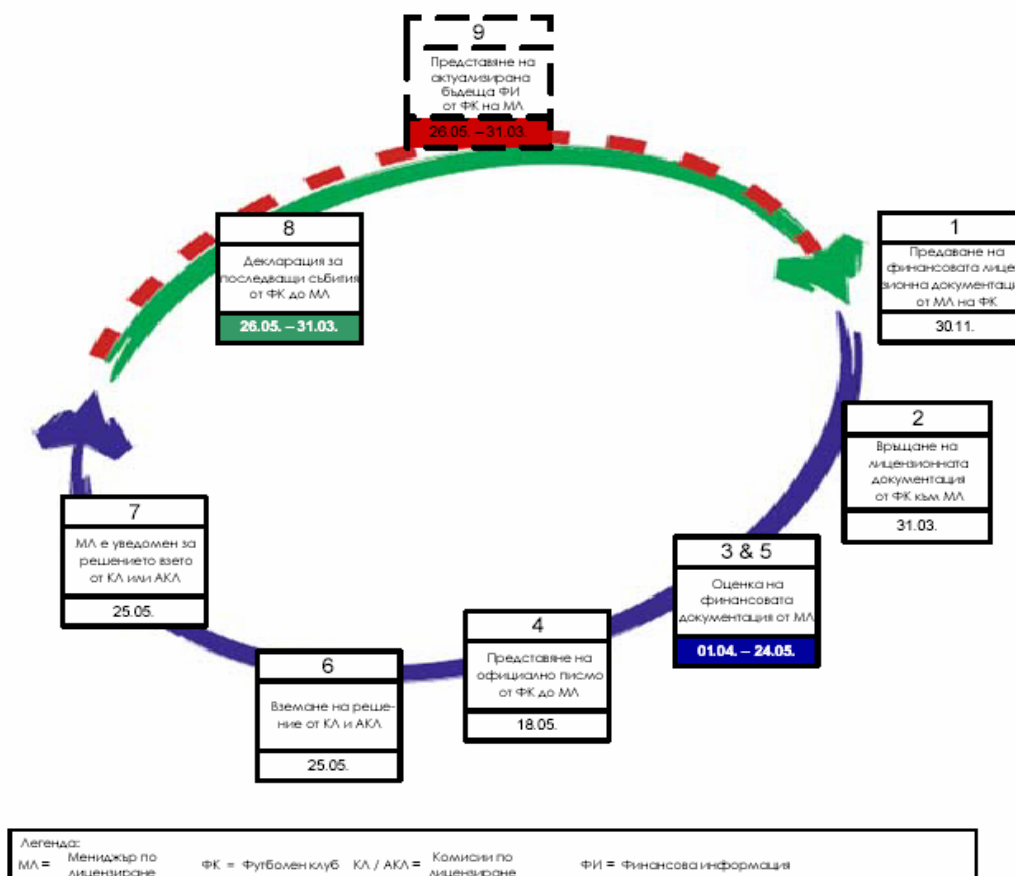 9
Представяне на
актуализирана
бъдеща ФИ
от ФК на МЛ
26.05. – 31.03.
8
Декларация за
последващи събития
от ФК до МЛ
26.05. – 31.03.
1
Предаване на
финансовата лице
зионна документаци
от МЛ на ФК
30.11.
2
Връщане на
лицензионната
документация
от ФК към МЛ
31.03.
3 & 5
Оценка на
финансовата
документация от МЛ
01.04. – 24.05.
4
Представяне на
официално писмо
от ФК до МЛ
18.05.
6
Вземане на реше-
ние от КЛ и АКЛ
25.05.
7
МЛ е уведомен за
решението взето
от КЛ или АКЛ
25.05.
Легенда:
МЛ = Мениджър по лицензиране ФК = Футболен клуб КЛ / АКЛ = Комисии по лицензиране ФИ = Финансова информация